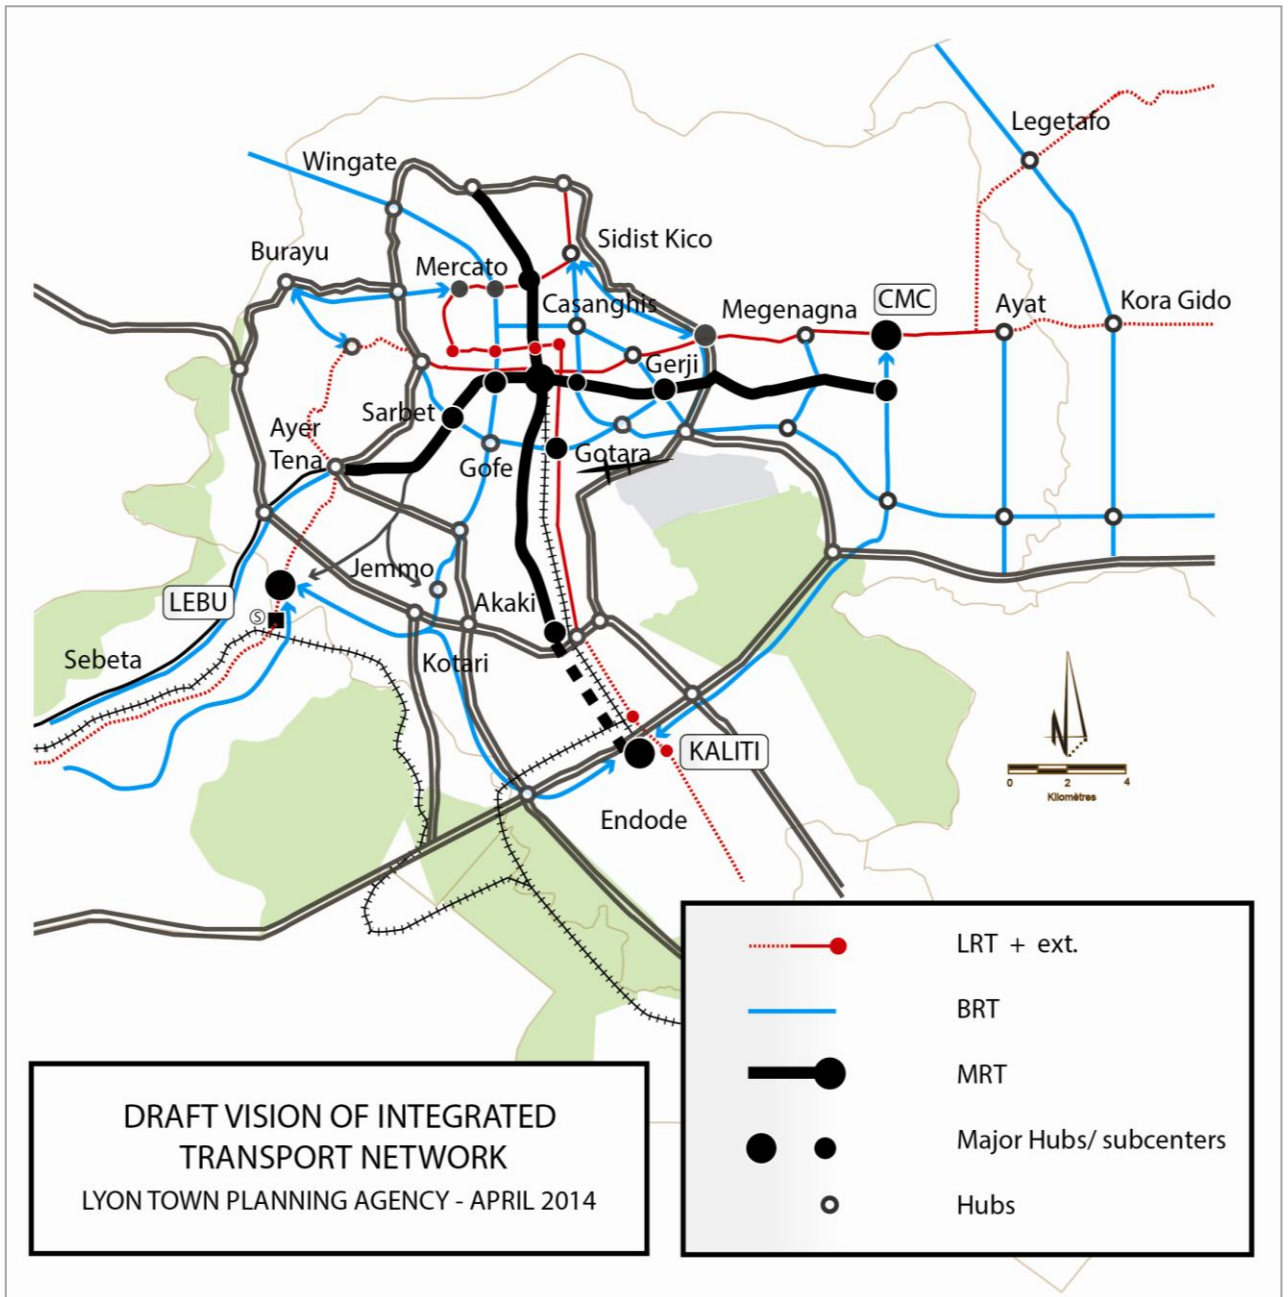 Legetafo
Wingate
Sidist Kico
Burayu
Mercato
CMC
Casanghis
Megenagna
Ayat
Kora Gido
Gerji
Sarbet
Ayer
Tena
Gofe
Gotara
Jemmo
LEBU
Akaki
S
Sebeta
Kotari
KALITI
N
0 2 4
Kilomètres
Endode
LRT + ext.
BRT
MRT
Major Hubs/ subcenters
Hubs
DRAFT VISION OF INTEGRATED
TRANSPORT NETWORK
LYON TOWN PLANNING AGENCY - APRIL 2014